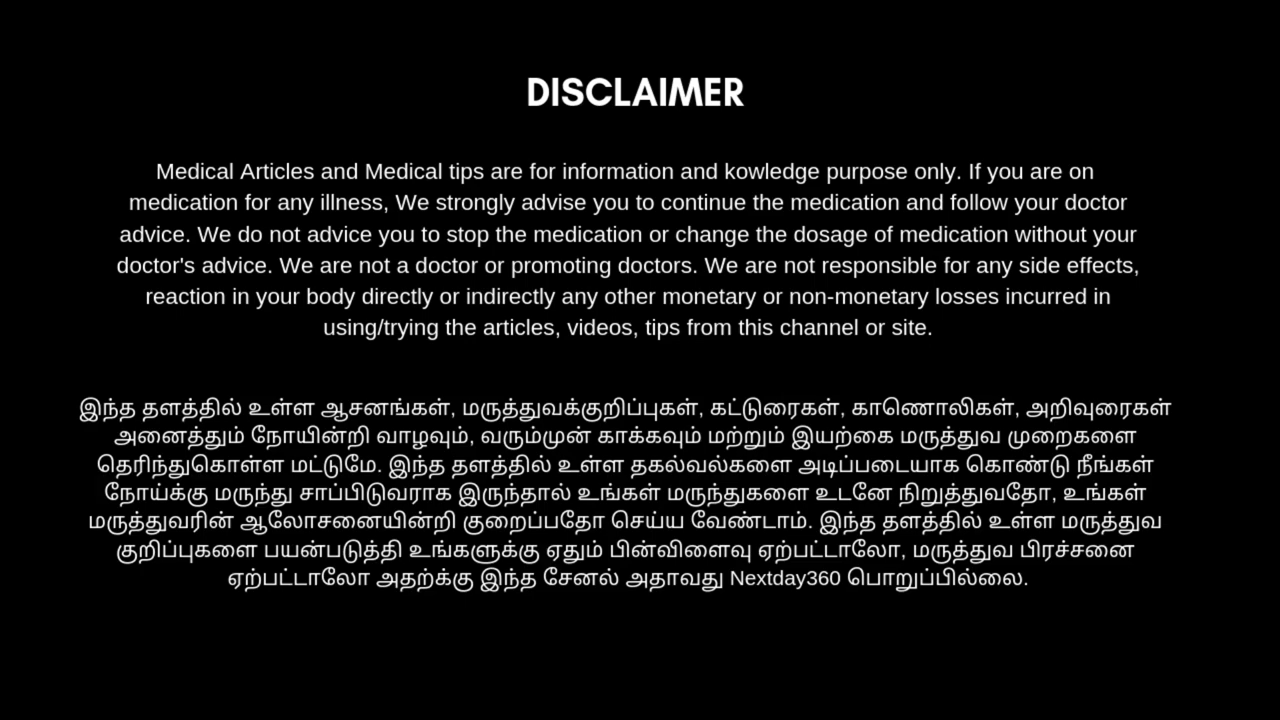 DISCLAIMER
Medical Articles and Medical tips are for information and kowledge purpose only. If you are on
medication for any illness, We strongly advise you to continue the medication and follow your doctor
advice. We do not advice you to stop the medication or change the dosage of medication without your
doctor's advice. We are not a doctor or promoting doctors. We are not responsible for any side effects,
reaction in your body directly or indirectly any other monetary or non-monetary losses incurred in
using/trying the articles, videos, tips from this channel or site.
இந்த தளத்தில் உள்ள ஆசனங்கள், மருத்துவக்குறிப்புகள், கட்டுரைகள், காணொலிகள், அறிவுரைகள்
அனைத்தும் நோயின்றி வாழவும், வரும்முன் காக்கவும் மற்றும் இயற்கை மருத்துவ முறைகளை
தெரிந்துகொள்ள மட்டுமே. இந்த தளத்தில் உள்ள தகல்வல்களை அடிப்படையாக கொண்டு நீங்கள்
நோய்க்கு மருந்து சாப்பிடுவராக இருந்தால் உங்கள் மருந்துகளை உடனே நிறுத்துவதோ, உங்கள்
மருத்துவரின் ஆலோசனையின்றி குறைப்பதோ செய்ய வேண்டாம். இந்த தளத்தில் உள்ள மருத்துவ
குறிப்புகளை பயன்படுத்தி உங்களுக்கு ஏதும் பின்விளைவு ஏற்பட்டாலோ, மருத்துவ பிரச்சனை
ஏற்பட்டாலோ அதற்க்கு இந்த சேனல் அதாவது Nextday360 பொறுப்பில்லை.